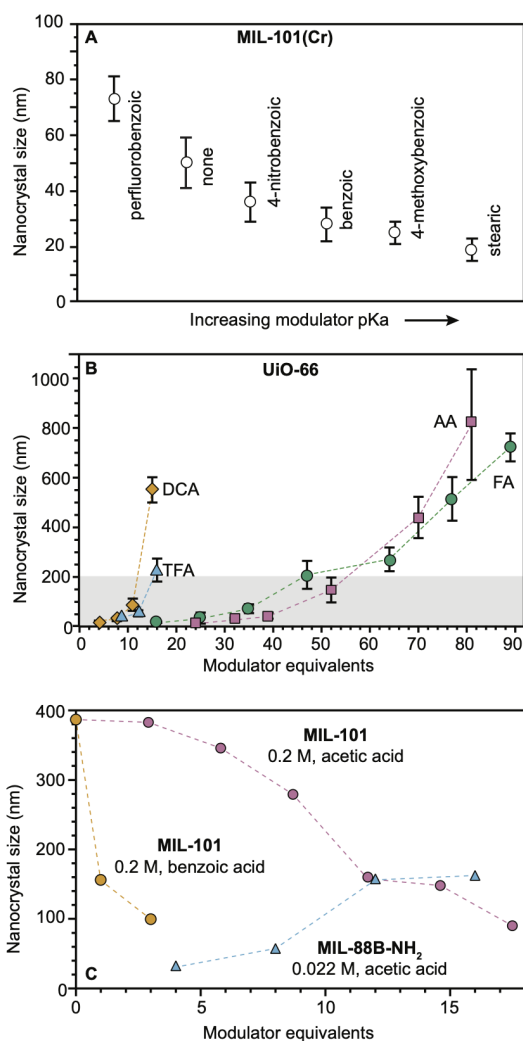 A
MIL-101(Cr)
Nanocrystal size (nm)
100
80
60
40
20
0
perfluorobenzoic
none
4-nitrobenzoic
benzoic
4-methoxybenzoic
stearic
Increasing modulator pKa
B
UiO-66
Nanocrystal size (nm)
1000
800
600
400
200
0
DCA
TFA
AA
FA
0 10 20 30 40 50 60 70 80 90
Modulator equivalents
Nanocrystal size (nm)
400
300
200
100
0
MIL-101
0.2 M, acetic acid
MIL-101
0.2 M, benzoic acid
MIL-88B-NH₂
0.022 M, acetic acid
C
0 5 10 15
Modulator equivalents